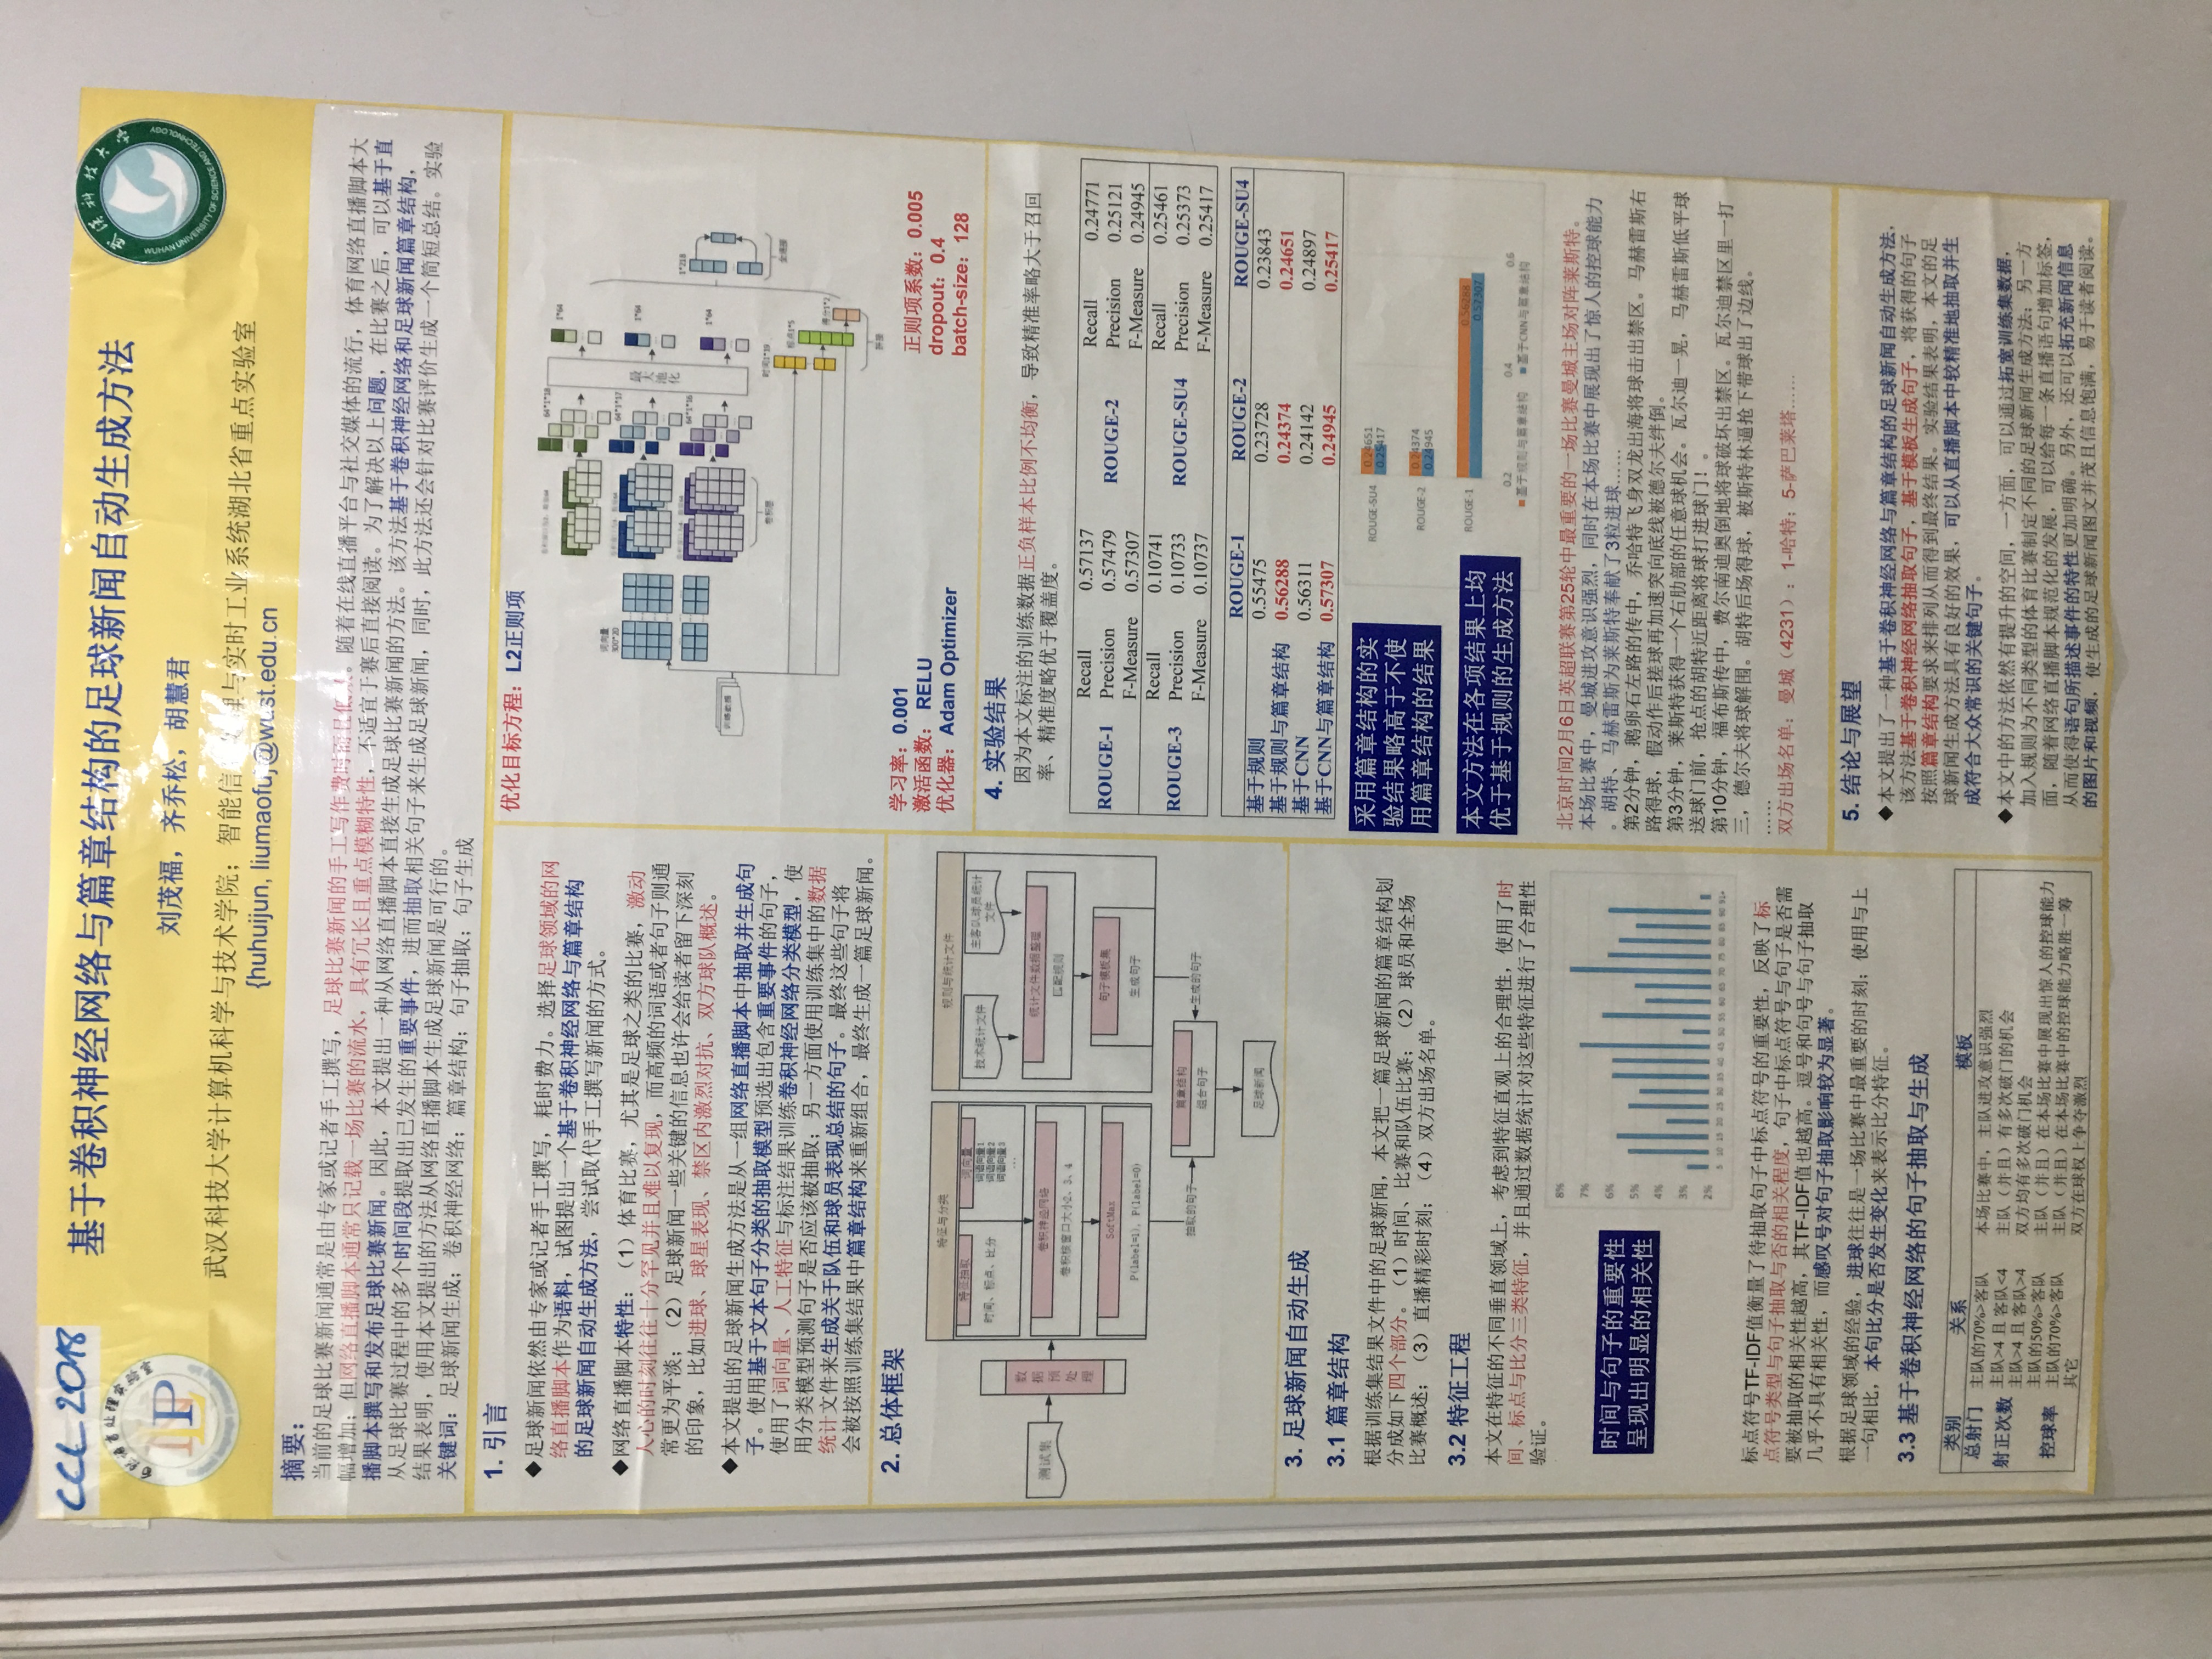 CCL 2018
基于卷积神经网络与篇章结构的足球新闻自动生成方法
刘茂福，齐乔松，胡慧君
武汉科技大学计算机科学与技术学院；智能信 处理与实时工业系统湖北省重点实验室
{huhuijun, liumaofu}@wust.edu.cn
自然语言处理实验室
NLP
武汉科技大学
WUHAN UNIVERSITY OF SCIENCE AND TECHNOLOGY
摘要：
当前的足球比赛新闻通常是由专家或记者手工撰写，足球比赛新闻的手工写作费时而且低 。随着在线直播平台与社交媒体的流行，体育网络直播脚本大
幅增加；但网络直播脚本通常只记载一场比赛的流水，具有冗长且重点模糊特性，不适宜于赛后直接阅读。为了解决以上问题，在比赛之后，可以基于直
播脚本撰写和发布足球比赛新闻。因此，本文提出一种从网络直播脚本直接生成足球比赛新闻的方法。该方法基于卷积神经网络和足球新闻篇章结构，
从足球比赛过程中的多个时间段提取出已发生的重要事件，进而抽取相关句子来生成足球新闻，同时，此方法还会针对比赛评价生成一个简短总结。实验
结果表明，使用本文提出的方法从网络直播脚本生成足球新闻是可行的。
关键词：足球新闻生成；卷积神经网络；篇章结构；句子抽取；句子生成
1. 引言
◆足球新闻依然由专家或记者手工撰写，耗时费力。选择足球领域的网
络直播脚本作为语料，试图提出一个基于卷积神经网络与篇章结构
的足球新闻自动生成方法，尝试取代手工撰写新闻的方式。
◆网络直播脚本特性：（1）体育比赛，尤其是足球之类的比赛，激动
人心的时刻往往十分罕见并且难以复现，而高频的词语或者句子则通
常更为平淡；（2）足球新闻一些关键的信息也许会给读者留下深刻
的印象，比如进球、球星表现、禁区内激烈对抗、双方球队概述。
◆本文提出的足球新闻生成方法是从一组网络直播脚本中抽取并生成句
子。使用基于文本句子分类的抽取模型预选出包含重要事件的句子，
使用了词向量、人工特征与标注结果训练卷积神经网络分类模型，使
用分类模型预测句子是否应该被抽取；另一方面使用训练集中的数据
统计文件来生成关于队伍和球员表现总结的句子。最终这些句子将
会被按照训练集结果中篇章结构来重新组合，最终生成一篇足球新闻。
2. 总体框架
测试集
数据预处理
特征与分类
特征抽取
时间、标点、比分
词向量
词语向量1
词语向量2
词语向量3
...
卷积神经网络
卷积核窗口大小2、3、4
SoftMax
P(label=1), P(label=0)
规则与统计文件
技术统计文件
主客队球员统计
文件
统计文件数据整理
匹配规则
句子模板集
生成句子
抽取的句子
篇章结构
组合句子
生成的句子
足球新闻
3. 足球新闻自动生成
3.1 篇章结构
根据训练集结果文件中的足球新闻，本文把一篇足球新闻的篇章结构划
分成如下四个部分。（1）时间、比赛和队伍比赛；（2）球员和全场
比赛概述；（3）直播精彩时刻；（4）双方出场名单。
3.2 特征工程
本文在特征的不同垂直领域上，考虑到特征直观上的合理性，使用了时
间、标点与比分三类特征，并且通过数据统计对这些特征进行了合理性
验证。
时间与句子的重要性
呈现出明显的相关性
8%
7%
6%
5%
4%
3%
2%
5 10 15 20 25 30 35 40 45 50 55 60 65 70 75 80 85 90 91+
标点符号TF-IDF值衡量了待抽取句子中标点符号的重要性，反映了标
点符号类型与句子抽取与否的相关程度，句子中标点符号与句子是否需
要被抽取的相关性越高，其TF-IDF值也越高。逗号和句号与句子抽取
几乎不具有相关性，而感叹号对句子抽取影响较为显著。
根据足球领域的经验，进球往往是一场比赛中最重要的时刻；使用与上
一句相比，本句比分是否发生变化来表示比分特征。
3.3 基于卷积神经网络的句子抽取与生成
类别 关系 模板
总射门 主队的70%>客队 本场比赛中，主队进攻意识强烈
射正次数 主队>4 且 客队<4 主队（并且）有多次破门的机会
主队>4 且 客队>4 双方均有多次破门机会
控球率 主队的50%>客队 主队（并且）在本场比赛中展现出惊人的控球能力
主队的70%>客队 主队（并且）在本场比赛中的控球能力略胜一筹
其它 双方在球权上争夺激烈
优化目标方程：L2正则项
训练数据
词向量
300*20
64*1*18
64*1*17
64*1*16
卷积层
最大池化
1*64
1*64
1*64
时间1*19
标点1*5
得分1*2
拼接
1*218
全连接
学习率：0.001
激活函数： RELU
优化器：Adam Optimizer
正则项系数：0.005
dropout：0.4
batch-size：128
4. 实验结果
因为本文标注的训练数据正负样本比例不均衡，导致精准率略大于召回
率、精准度略优于覆盖度。
ROUGE-1 Recall 0.57137 ROUGE-2 Recall 0.24771
Precision 0.57479 Precision 0.25121
F-Measure 0.57307 F-Measure 0.24945
ROUGE-3 Recall 0.10741 ROUGE-SU4 Recall 0.25461
Precision 0.10733 Precision 0.25373
F-Measure 0.10737 F-Measure 0.25417
ROUGE-1 ROUGE-2 ROUGE-SU4
基于规则 0.55475 0.23728 0.23843
基于规则与篇章结构 0.56288 0.24374 0.24651
基于CNN 0.56311 0.24142 0.24897
基于CNN与篇章结构 0.57307 0.24945 0.25417
采用篇章结构的实
验结果略高于不使
用篇章结构的结果
本文方法在各项结果上均
优于基于规则的生成方法
ROUGE-SU4 0.24651
0.25417
ROUGE-2 0.24374
0.24945
ROUGE-1 0.56288
0.57307
0.2 0.4 0.6
基于规则与篇章结构 基于CNN与篇章结构
北京时间2月6日英超联赛第25轮中最重要的一场比赛曼城主场对阵莱斯特。
本场比赛中，曼城进攻意识强烈，同时在本场比赛中展现出了惊人的控球能力
。胡特、马赫雷斯为莱斯特奉献了3粒进球……
第2分钟，鹅卵石左路的传中，乔哈特飞身双龙出海将球击出禁区。马赫雷斯右
路得球，假动作后搓球再加速突向底线被德尔夫绊倒。
第3分钟，莱斯特获得一个右肋部的任意球机会。瓦尔迪一晃，马赫雷斯低平球
送球门前，抢点的胡特近距离将球打进球门！。
第10分钟，福布斯传中，费尔南迪奥倒地将球破坏出禁区。瓦尔迪禁区里一打
三，德尔夫将球解围。胡特后场得球，被斯特林逼抢下带球出了边线。
……
双方出场名单：曼城（4231）：1-哈特；5-萨巴莱塔……
5. 结论与展望
◆本文提出了一种基于卷积神经网络与篇章结构的足球新闻自动生成方法，
该方法基于卷积神经网络抽取句子，基于模板生成句子，将获得的句子
按照篇章结构要求来排列从而得到最终结果。实验结果表明，本文的足
球新闻生成方法具有良好的效果，可以从直播脚本中较精准地抽取并生
成符合大众常识的关键句子。
◆本文中的方法依然有提升的空间，一方面，可以通过拓宽训练集数据，
加入规则为不同类型的体育比赛制定不同的足球新闻生成方法；另一方
面，随着网络直播脚本规范化的发展，可以给每一条直播语句增加标签，
从而使得语句所描述事件的特性更加明确。另外，还可以拓充新闻信息
的图片和视频，使生成的足球新闻图文并茂且信息饱满，易于读者阅读。